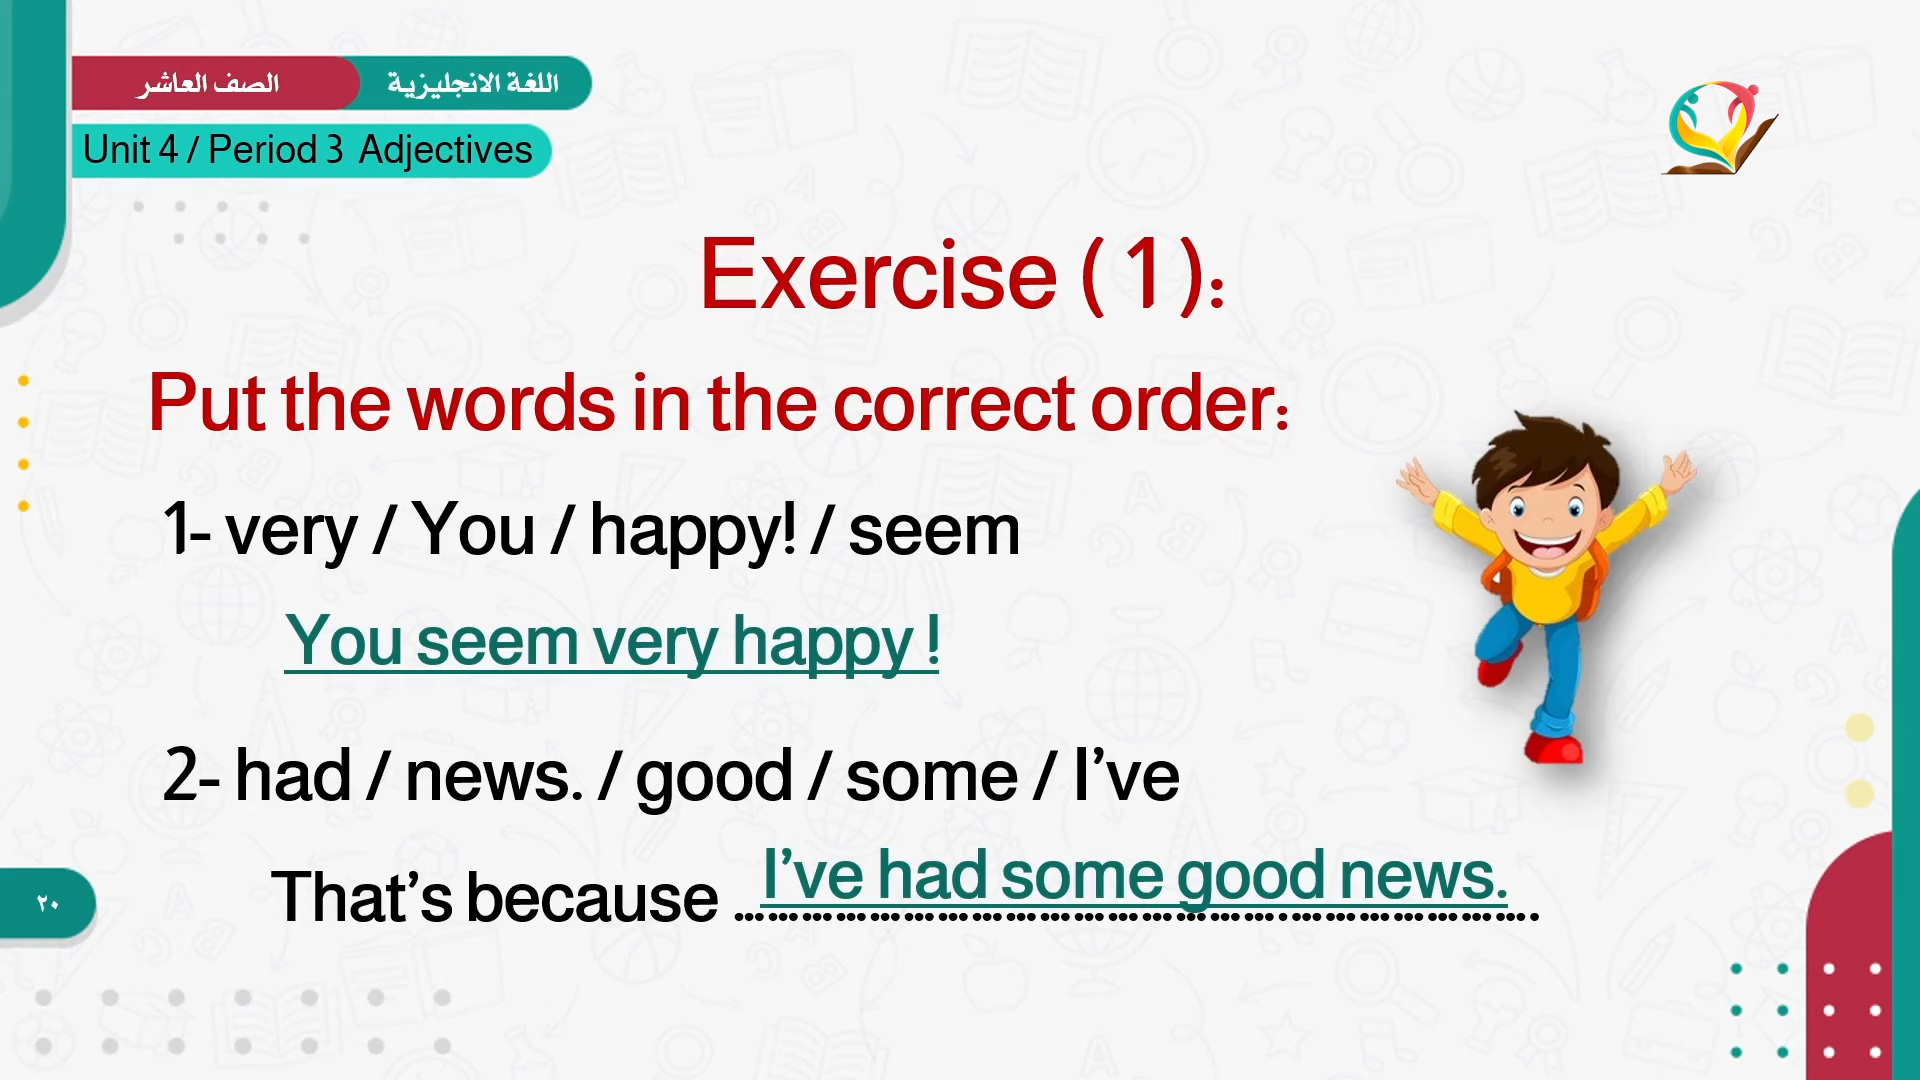 الصف العاشر اللغة الانجليزية
Unit 4 / Period 3 Adjectives
Exercise (1):
Put the words in the correct order:
1- very / You / happy! / seem
You seem very happy !
2- had / news. / good / some / I’ve
That’s because I’ve had some good news.
٢٠